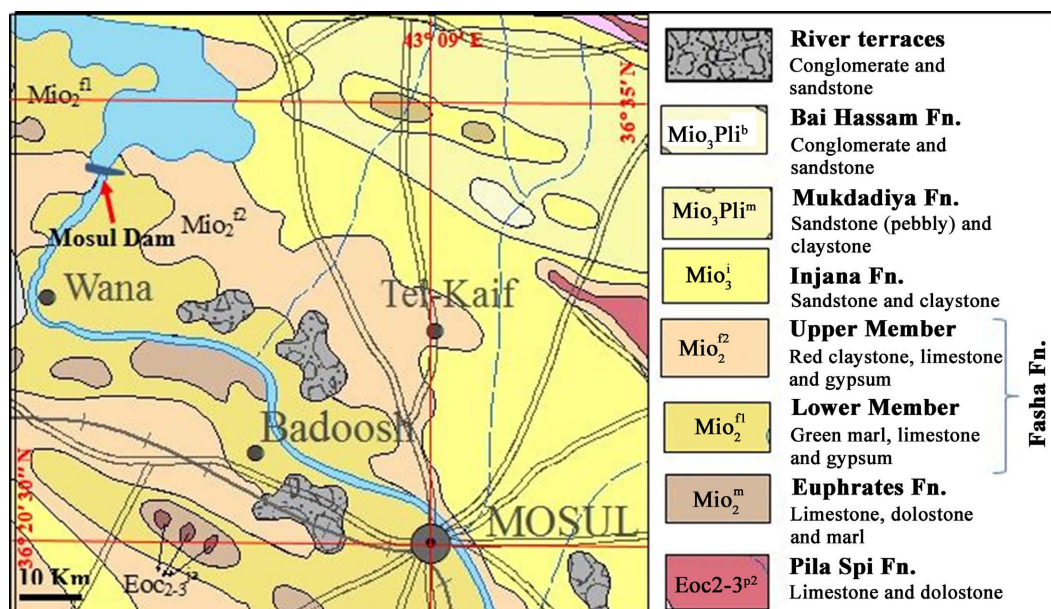 43° 09' E
36° 35' N
Mio₂ᶠ¹
Mosul Dam
Mio₂ᶠ²
Wana
Tel-Kaif
Badoosh
36° 20' 30'' N
MOSUL
Eoc₂₋₃ᵖ²
10 Km
River terraces
Conglomerate and
sandstone
Mio₃Pliᵇ
Bai Hassam Fn.
Conglomerate and
sandstone
Mio₃Pliᵐ
Mukdadiya Fn.
Sandstone (pebbly) and
claystone
Mio₃ⁱ
Injana Fn.
Sandstone and claystone
Mio₂ᶠ²
Upper Member
Red claystone, limestone
and gypsum
Mio₂ᶠ¹
Lower Member
Green marl, limestone
and gypsum
Fasha Fn.
Mio₂ᵐ
Euphrates Fn.
Limestone, dolostone
and marl
Eoc2-3ᵖ²
Pila Spi Fn.
Limestone and dolostone